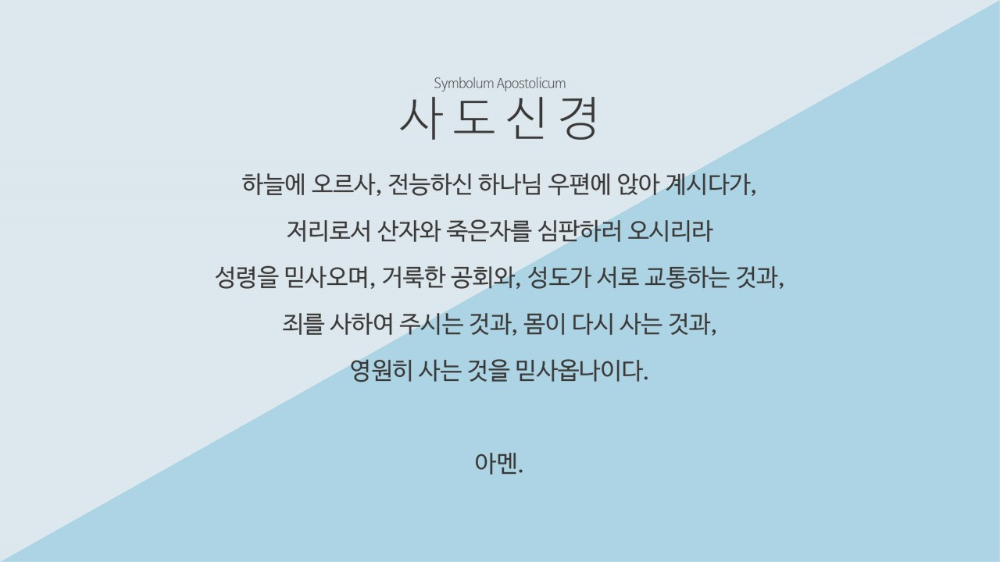 Symbolum Apostolicum
사도신경
하늘에 오르사, 전능하신 하나님 우편에 앉아 계시다가,
저리로서 산자와 죽은자를 심판하러 오시리라
성령을 믿사오며, 거룩한 공회와, 성도가 서로 교통하는 것과,
죄를 사하여 주시는 것과, 몸이 다시 사는 것과,
영원히 사는 것을 믿사옵나이다.
아멘.